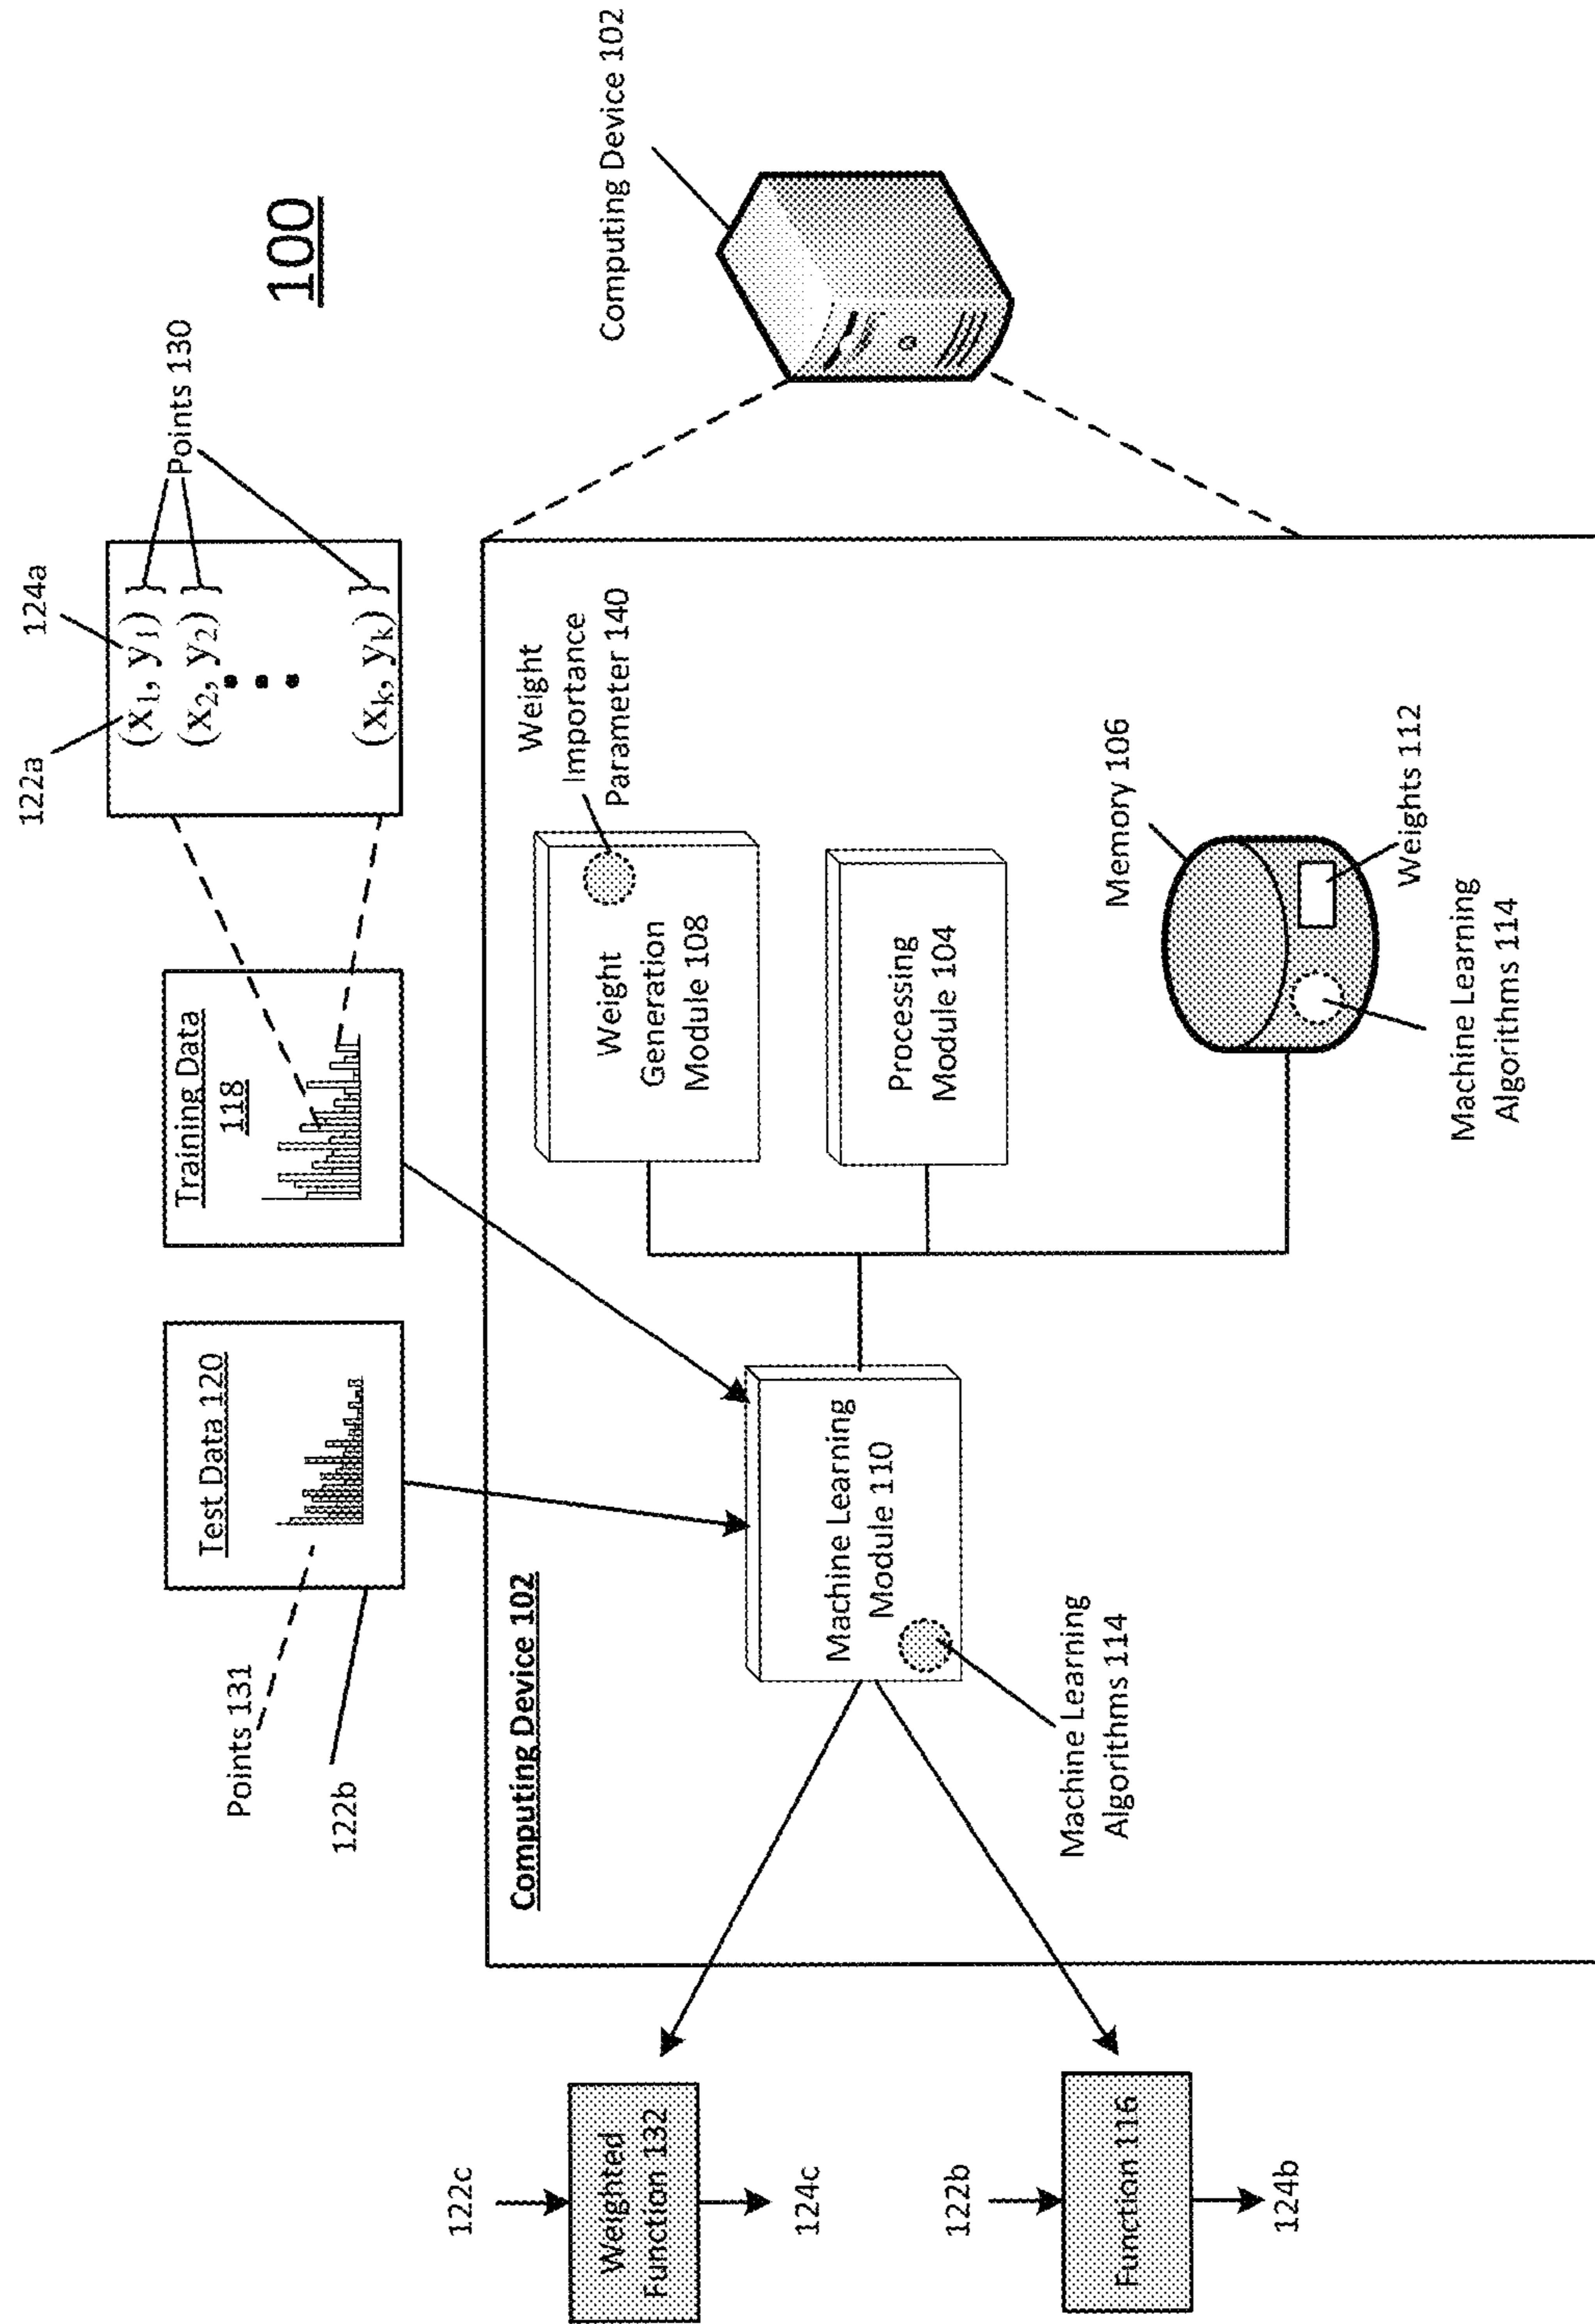 100
122a
124a
(x1, y1) }
(x2, y2) }
(xk, yk) }
Points 130
Training Data
118
Test Data 120
Points 131
122b
Computing Device 102
Computing Device 102
Weight
Generation
Module 108
Weight
Importance
Parameter 140
Processing
Module 104
Memory 106
Weights 112
Machine Learning
Algorithms 114
Machine Learning
Module 110
Machine Learning
Algorithms 114
122c
Weighted
Function 132
124c
122b
Function 116
124b